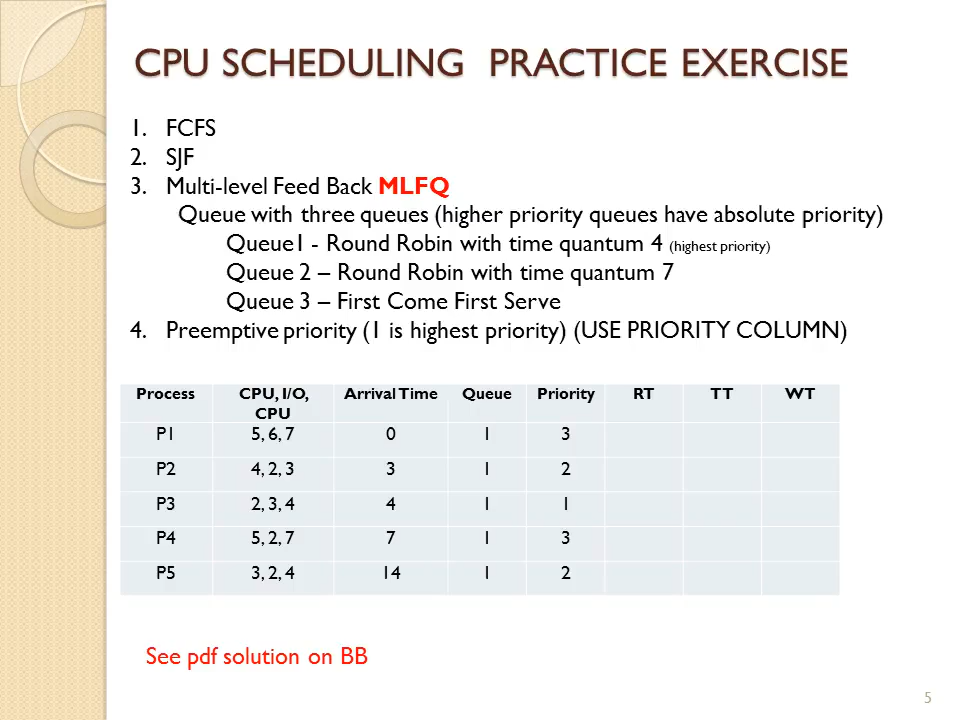 CPU SCHEDULING PRACTICE EXERCISE
1. FCFS
2. SJF
3. Multi-level Feed Back MLFQ
Queue with three queues (higher priority queues have absolute priority)
Queue1 - Round Robin with time quantum 4 (highest priority)
Queue 2 – Round Robin with time quantum 7
Queue 3 – First Come First Serve
4. Preemptive priority (1 is highest priority) (USE PRIORITY COLUMN)
Process CPU, I/O, CPU Arrival Time Queue Priority RT TT WT
P1 5, 6, 7 0 1 3
P2 4, 2, 3 3 1 2
P3 2, 3, 4 4 1 1
P4 5, 2, 7 7 1 3
P5 3, 2, 4 14 1 2
See pdf solution on BB
5